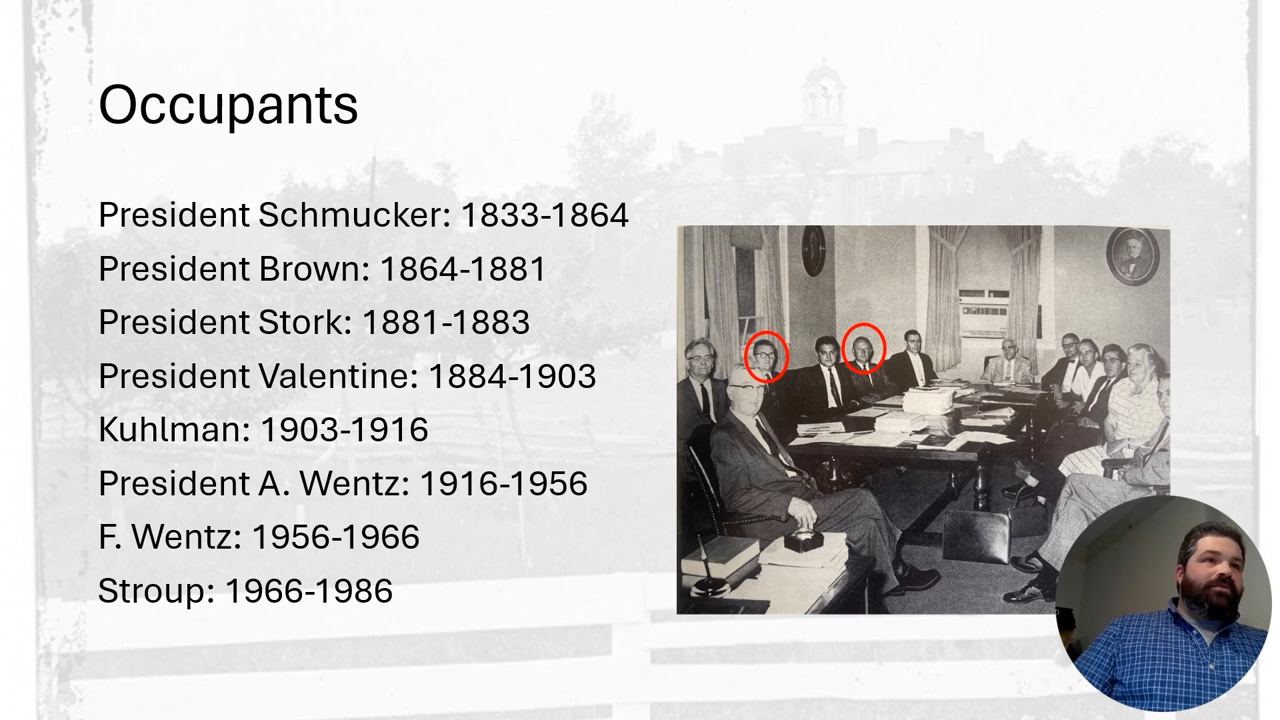 Occupants
President Schmucker: 1833-1864
President Brown: 1864-1881
President Stork: 1881-1883
President Valentine: 1884-1903
Kuhlman: 1903-1916
President A. Wentz: 1916-1956
F. Wentz: 1956-1966
Stroup: 1966-1986